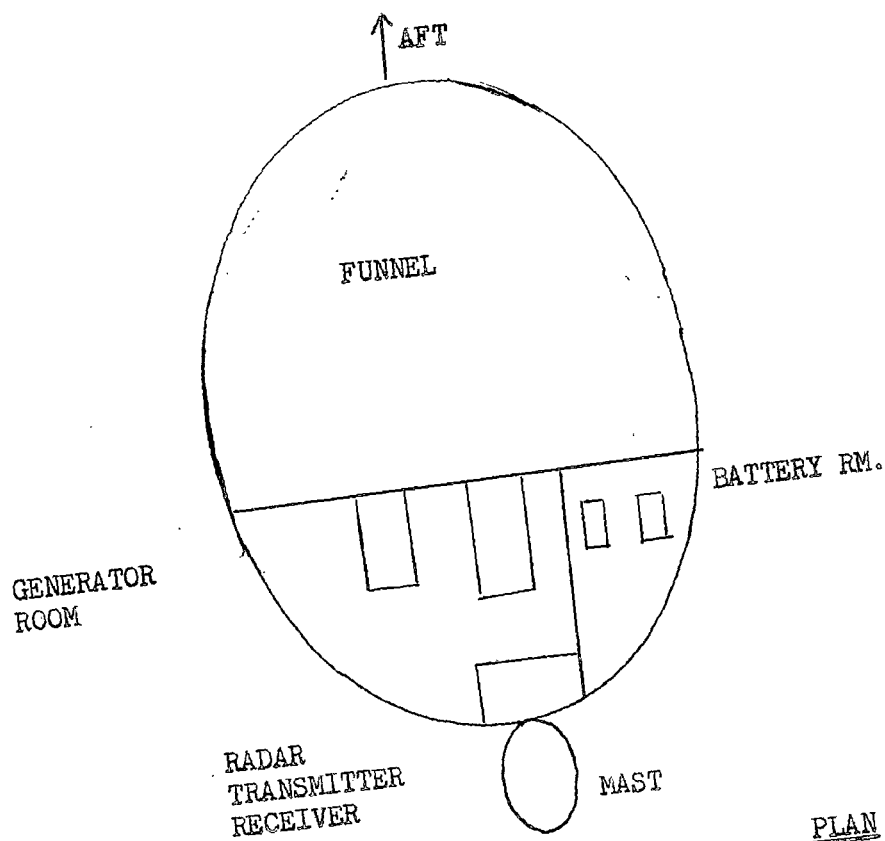 AFT
FUNNEL
BATTERY RM.
GENERATOR
ROOM
RADAR
TRANSMITTER
RECEIVER
MAST
PLAN